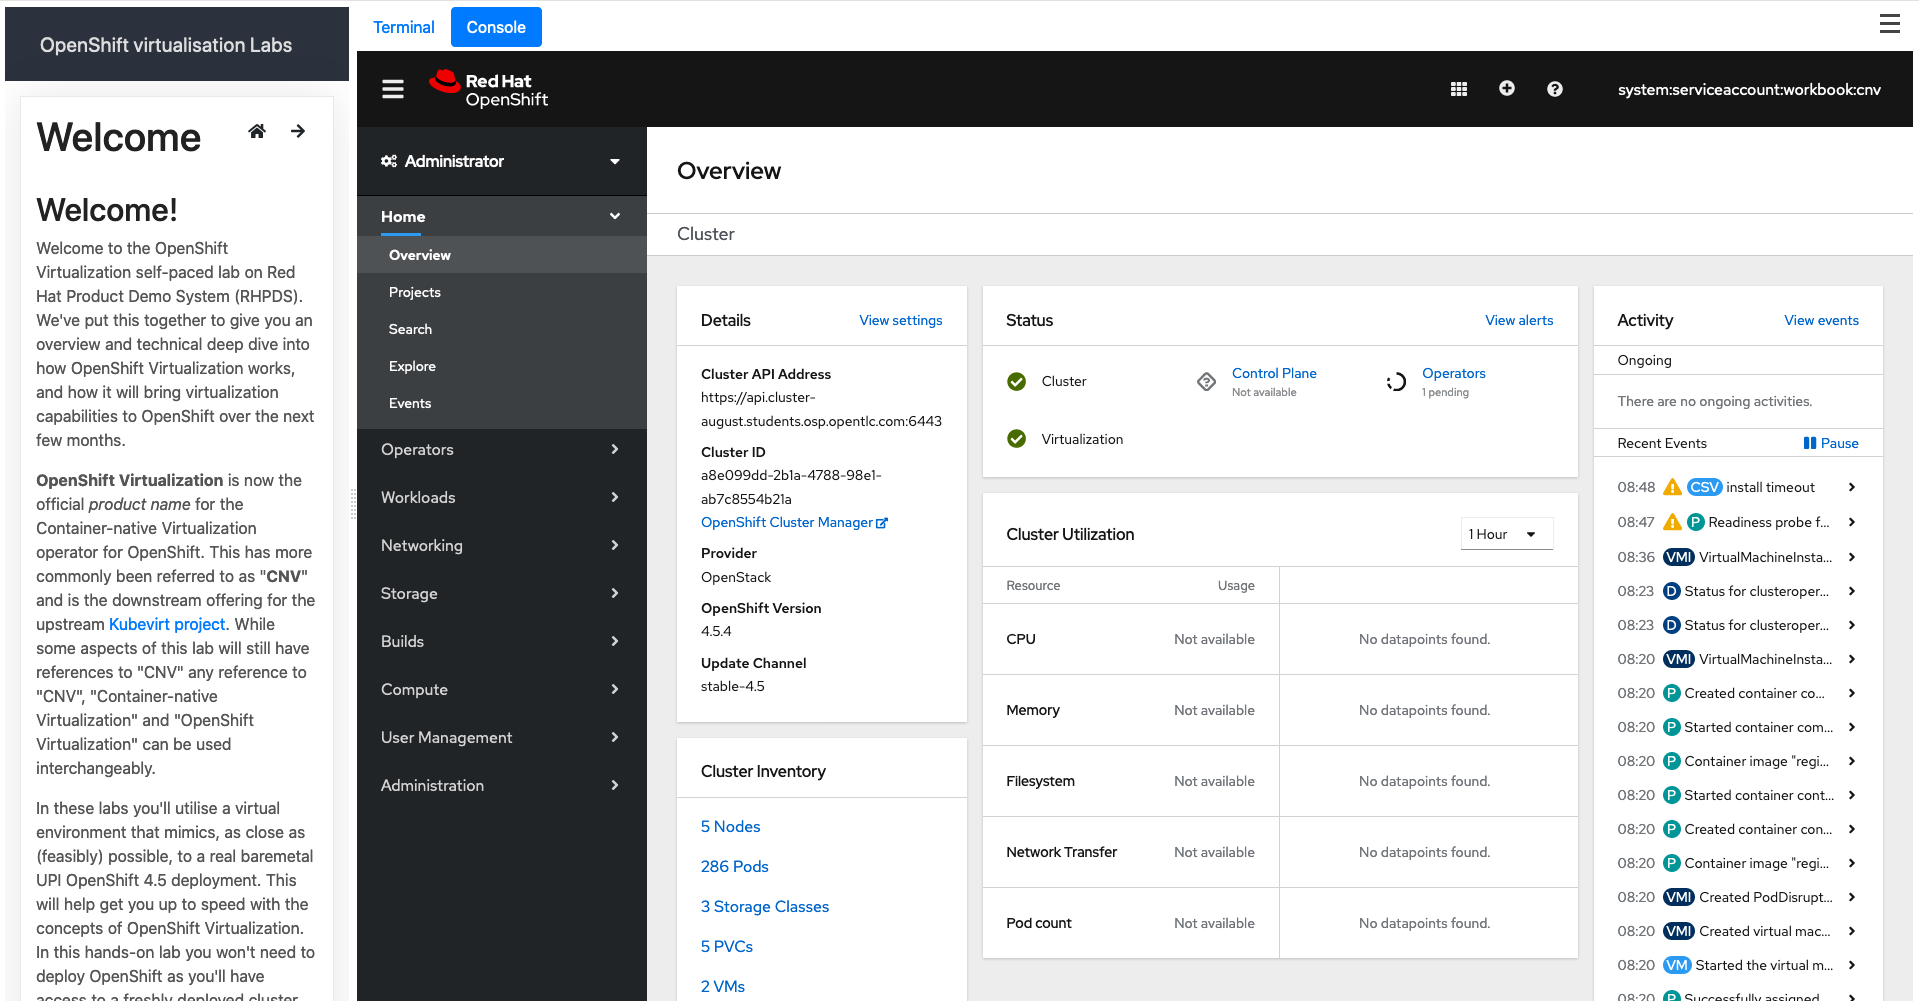 OpenShift virtualisation Labs
Welcome
Welcome!
Welcome to the OpenShift
Virtualization self-paced lab on Red
Hat Product Demo System (RHPDS).
We've put this together to give you an
overview and technical deep dive into
how OpenShift Virtualization works,
and how it will bring virtualization
capabilities to OpenShift over the next
few months.
OpenShift Virtualization is now the
official product name for the
Container-native Virtualization
operator for OpenShift. This has more
commonly been referred to as "CNV"
and is the downstream offering for the
upstream Kubevirt project. While
some aspects of this lab will still have
references to "CNV" any reference to
"CNV", "Container-native
Virtualization" and "OpenShift
Virtualization" can be used
interchangeably.
In these labs you'll utilise a virtual
environment that mimics, as close as
(feasibly) possible, to a real baremetal
UPI OpenShift 4.5 deployment. This
will help get you up to speed with the
concepts of OpenShift Virtualization.
In this hands-on lab you won't need to
deploy OpenShift as you'll have
access to a freshly deployed cluster
Terminal
Console
Red Hat
OpenShift
system:serviceaccount:workbook:cnv
Administrator
Home
Overview
Projects
Search
Explore
Events
Operators
Workloads
Networking
Storage
Builds
Compute
User Management
Administration
Overview
Cluster
Details
View settings
Cluster API Address
https://api.cluster-
august.students.osp.opentlc.com:6443
Cluster ID
a8e099dd-2b1a-4788-98e1-
ab7c8554b21a
OpenShift Cluster Manager
Provider
OpenStack
OpenShift Version
4.5.4
Update Channel
stable-4.5
Cluster Inventory
5 Nodes
286 Pods
3 Storage Classes
5 PVCs
2 VMs
Status
View alerts
Cluster
Control Plane
Not available
Operators
1 pending
Virtualization
Cluster Utilization
1 Hour
Resource Usage
CPU Not available No datapoints found.
Memory Not available No datapoints found.
Filesystem Not available No datapoints found.
Network Transfer Not available No datapoints found.
Pod count Not available No datapoints found.
Activity
View events
Ongoing
There are no ongoing activities.
Recent Events
Pause
08:48 CSV install timeout
08:47 P Readiness probe f...
08:36 VMI VirtualMachineInsta...
08:23 D Status for clusteroper...
08:23 D Status for clusteroper...
08:20 VMI VirtualMachineInsta...
08:20 P Created container co...
08:20 P Started container com...
08:20 P Container image "regi...
08:20 P Started container cont...
08:20 P Created container con...
08:20 P Container image "regi...
08:20 VMI Created PodDisrupt...
08:20 VMI Created virtual mac...
08:20 VM Started the virtual m...
08:20 P Successfully assigned